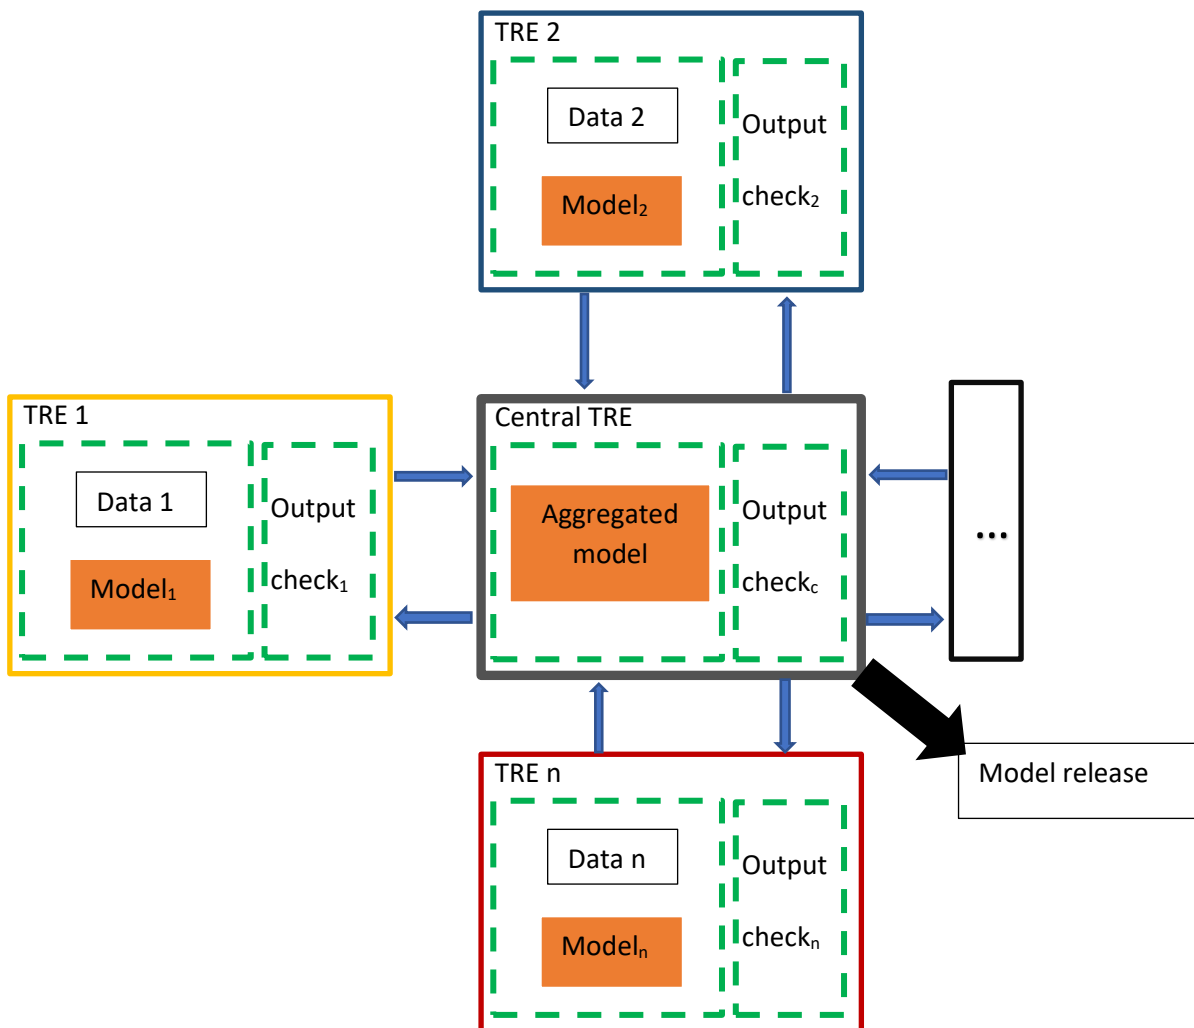 TRE 2
Data 2
Model₂
Output
check₂
TRE 1
Data 1
Model₁
Output
check₁
Central TRE
Aggregated
model
Output
check꜀
...
TRE n
Data n
Modelₙ
Output
checkₙ
Model release